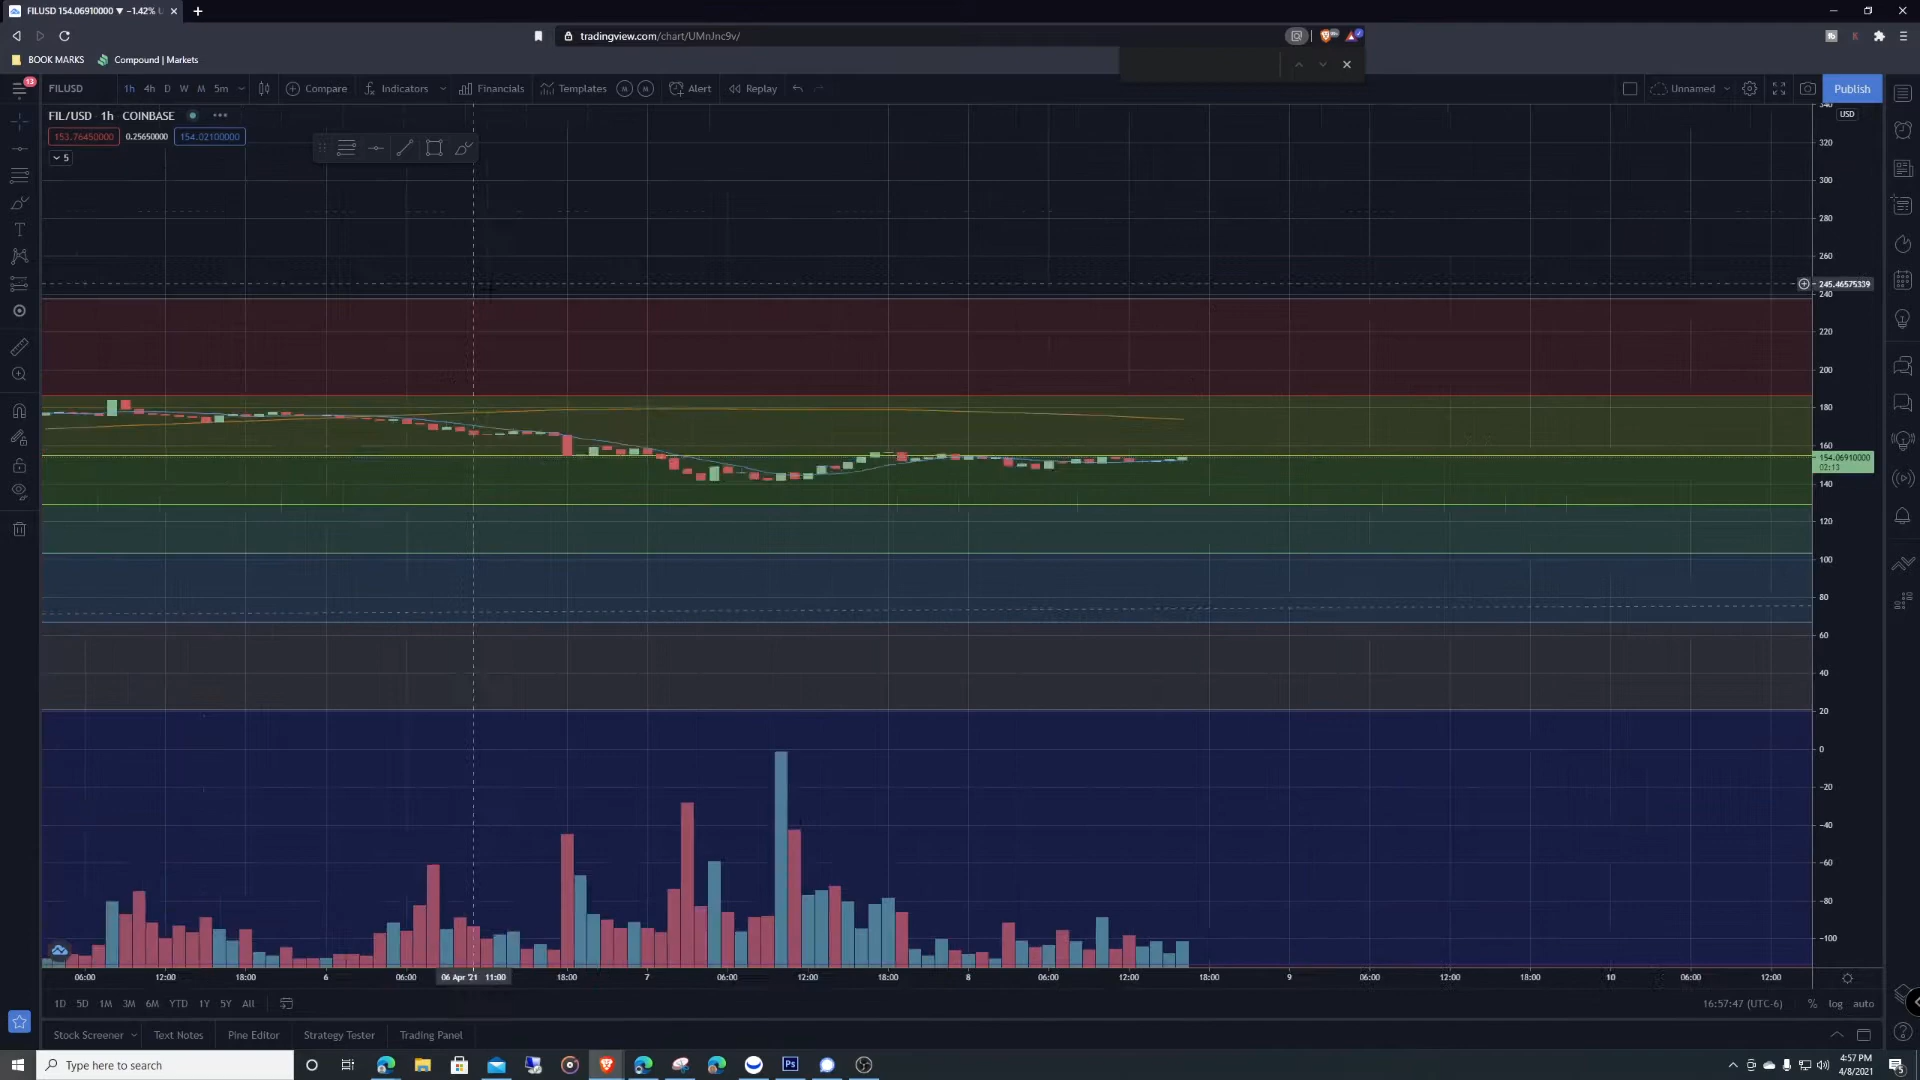 FILUSD 154.06910000 ▼ −1.42%
tradingview.com/chart/UMnJnc9v/
BOOK MARKS Compound | Markets
13
FILUSD 1h 4h D W M 5m Compare Indicators Financials Templates M M Alert Replay Unnamed Publish
FIL/USD 1h COINBASE
153.76450000 0.25650000 154.02100000
5
USD
340
320
300
280
260
245.46575339
240
220
200
180
160
154.06910000
02:13
140
120
100
80
60
40
20
0
−20
−40
−60
−80
−100
06:00 12:00 18:00 6 06:00 06 Apr '21 11:00 18:00 7 06:00 12:00 18:00 8 06:00 12:00 18:00 9 06:00 12:00 18:00 10 06:00 12:00
1D 5D 1M 3M 6M YTD 1Y 5Y All 16:57:47 (UTC-6) % log auto
Stock Screener Text Notes Pine Editor Strategy Tester Trading Panel
Type here to search Ps 4:57 PM
4/8/2021
5